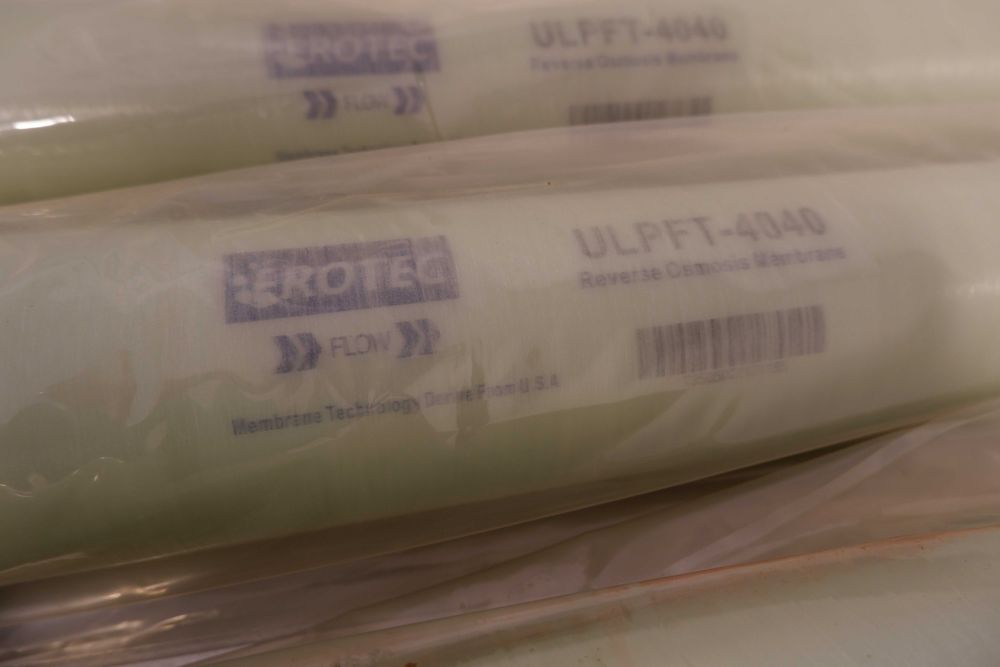 EROTEC
ULPFT-4040
Reverse Osmosis Membrane
FLOW
EROTEC
ULPFT-4040
Reverse Osmosis Membrane
FLOW
Membrane Technology Derive From U.S.A